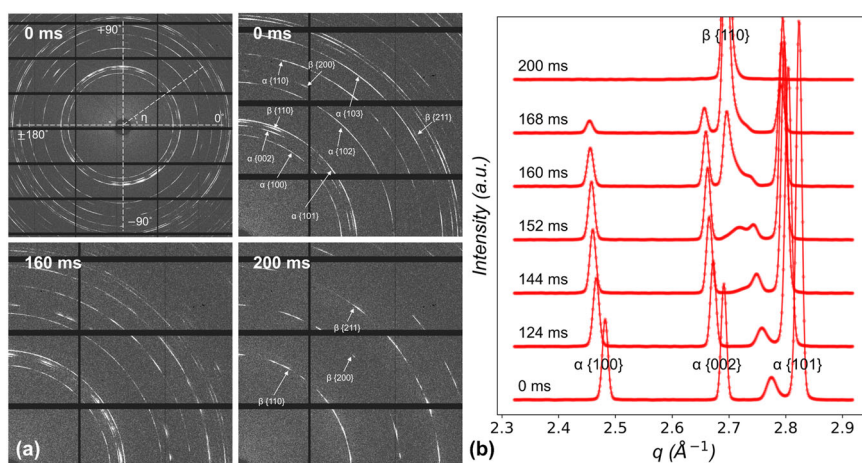 0 ms
+90°
η
0°
±180°
−90°
0 ms
β {200}
α {110}
α {103}
β {110}
β {211}
α {002}
α {102}
α {100}
α {101}
160 ms
200 ms
β {211}
β {200}
β {110}
(a)
β {110}
200 ms
168 ms
160 ms
152 ms
144 ms
124 ms
α {100}
α {002}
α {101}
0 ms
Intensity (a.u.)
2.3 2.4 2.5 2.6 2.7 2.8 2.9
q (Å⁻¹)
(b)